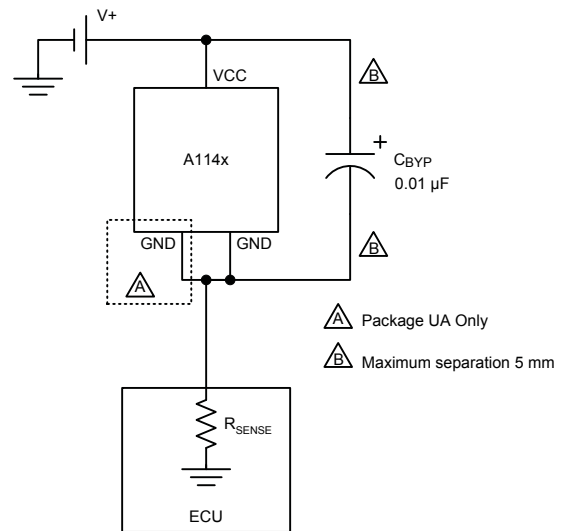 V+
VCC
B
A114x
+
CBYP
0.01 µF
GND
GND
B
A
A Package UA Only
B Maximum separation 5 mm
RSENSE
ECU